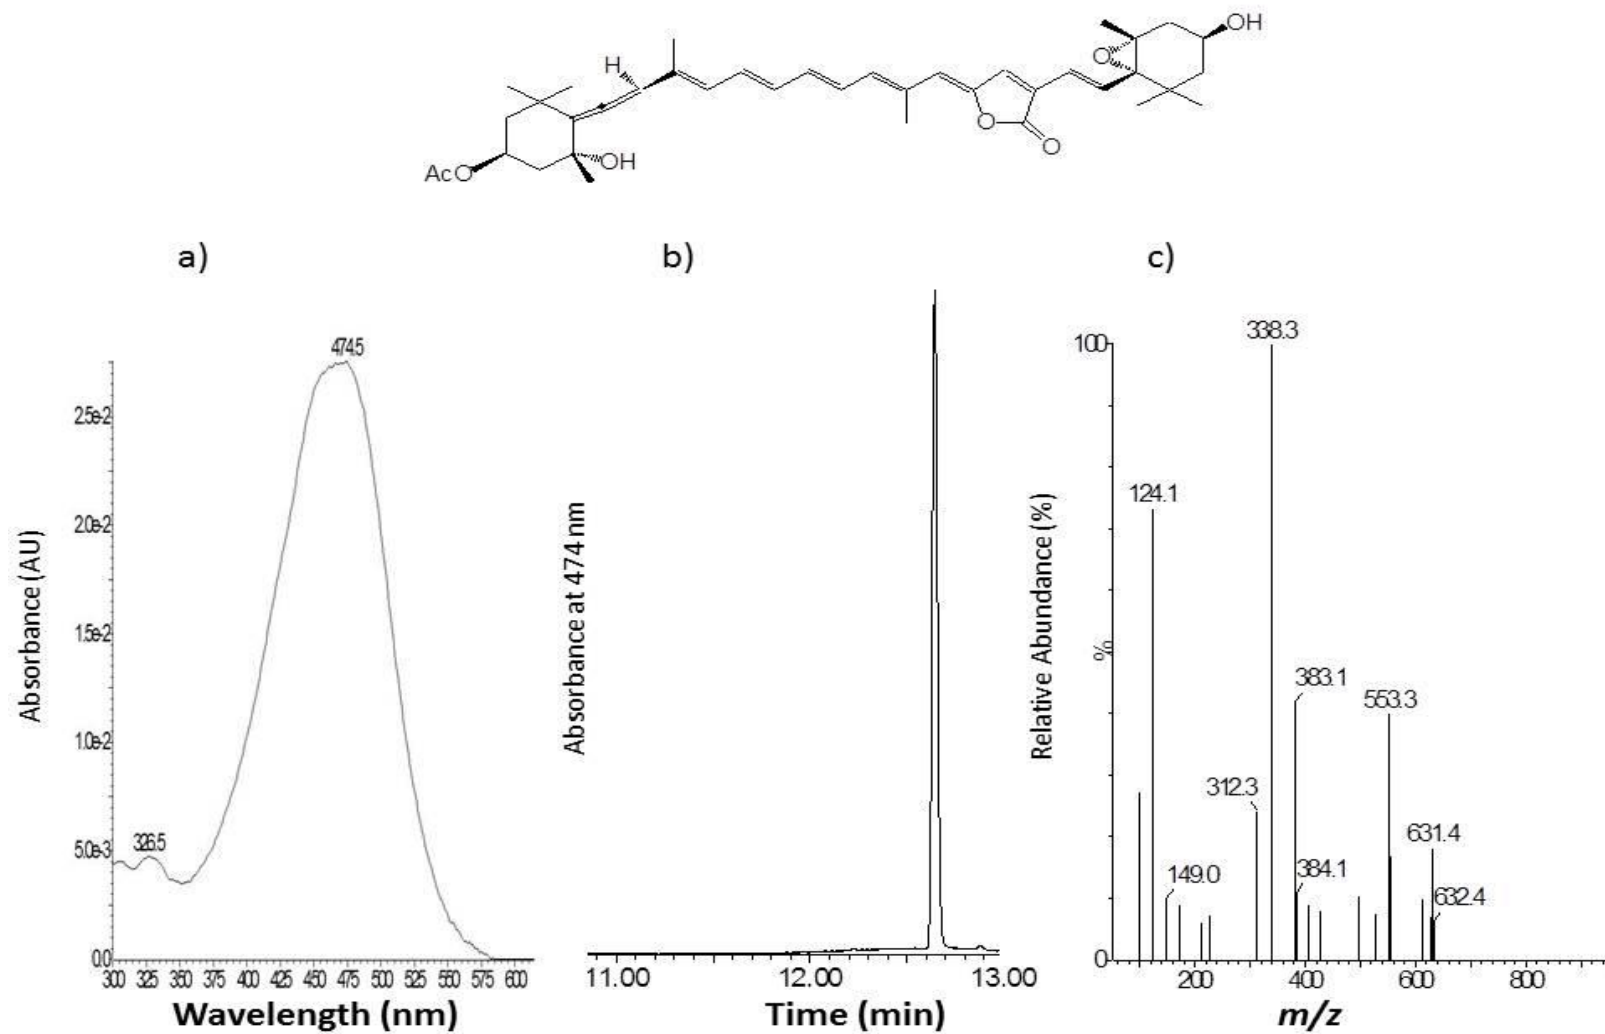 OH
H
O
O
O
OH
AcO
a)
b)
c)
474.5
326.5
2.5e-2
2.0e-2
1.5e-2
1.0e-2
5.0e-3
0.0
300 325 350 375 400 425 450 475 500 525 550 575 600
Absorbance (AU)
Wavelength (nm)
Absorbance at 474 nm
11.00 12.00 13.00
Time (min)
Relative Abundance (%)
%
100
0
338.3
124.1
383.1
553.3
312.3
631.4
149.0
384.1
632.4
200 400 600 800
m/z